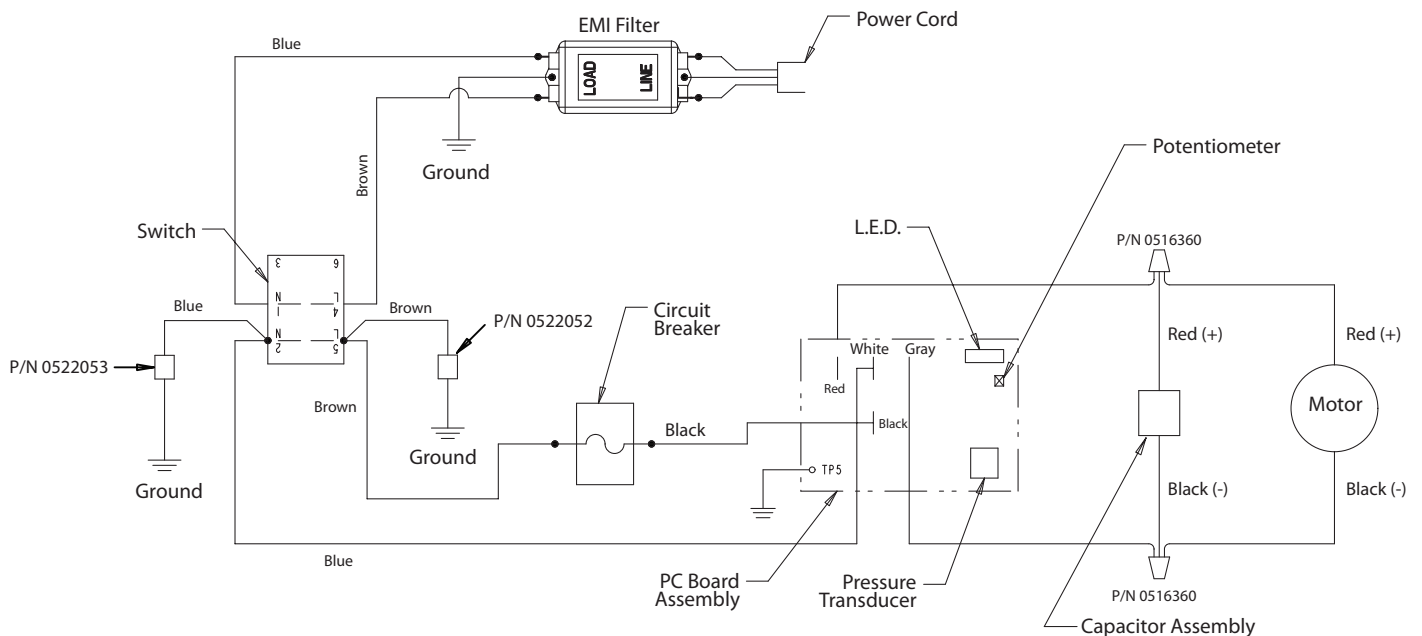 EMI Filter
Power Cord
Blue
LOAD
LINE
Ground
Brown
Potentiometer
Switch
L.E.D.
P/N 0516360
3
6
N
1
L
4
N
2
L
5
Blue
Brown
P/N 0522052
Circuit
Breaker
P/N 0522053
White
Gray
Red (+)
Red (+)
Red
Brown
Black
Black
Motor
Ground
Ground
TP5
Black (-)
Black (-)
Blue
PC Board
Assembly
Pressure
Transducer
P/N 0516360
Capacitor Assembly